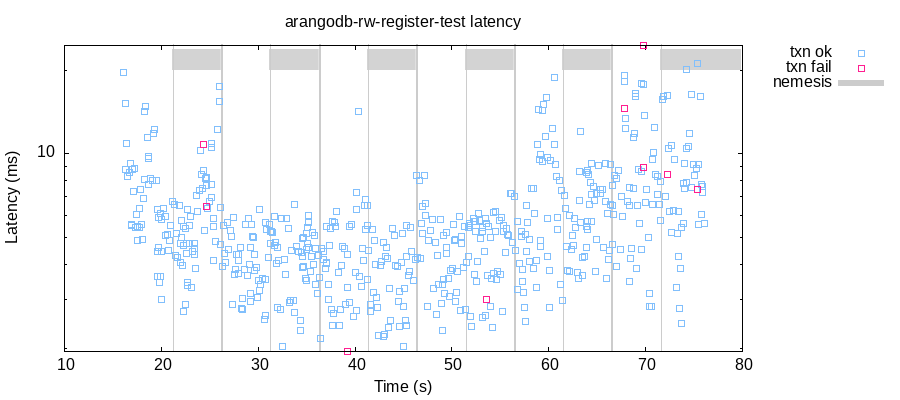 arangodb-rw-register-test latency
txn ok
txn fail
nemesis
10
Latency (ms)
10 20 30 40 50 60 70 80
Time (s)